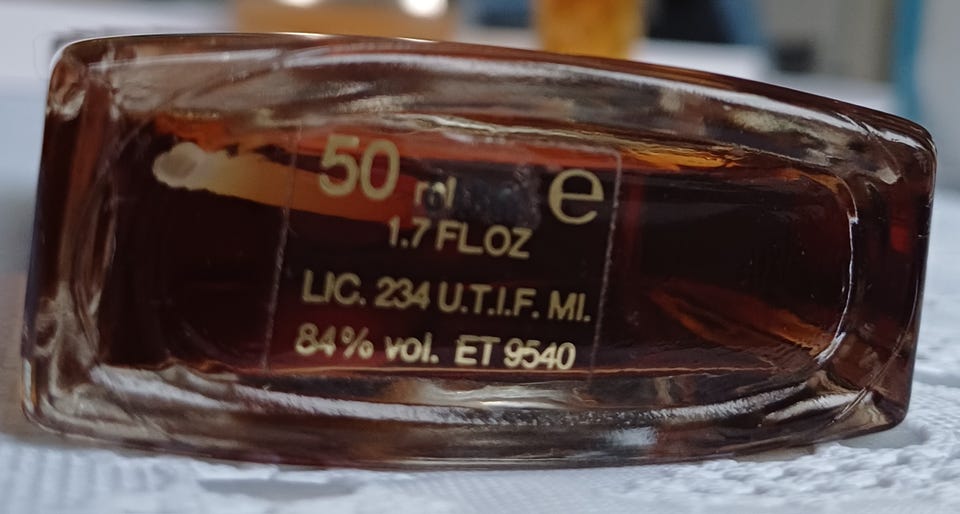 50 ml e
1.7 FL OZ
LIC. 234 U.T.I.F. MI.
84% vol. ET 9540